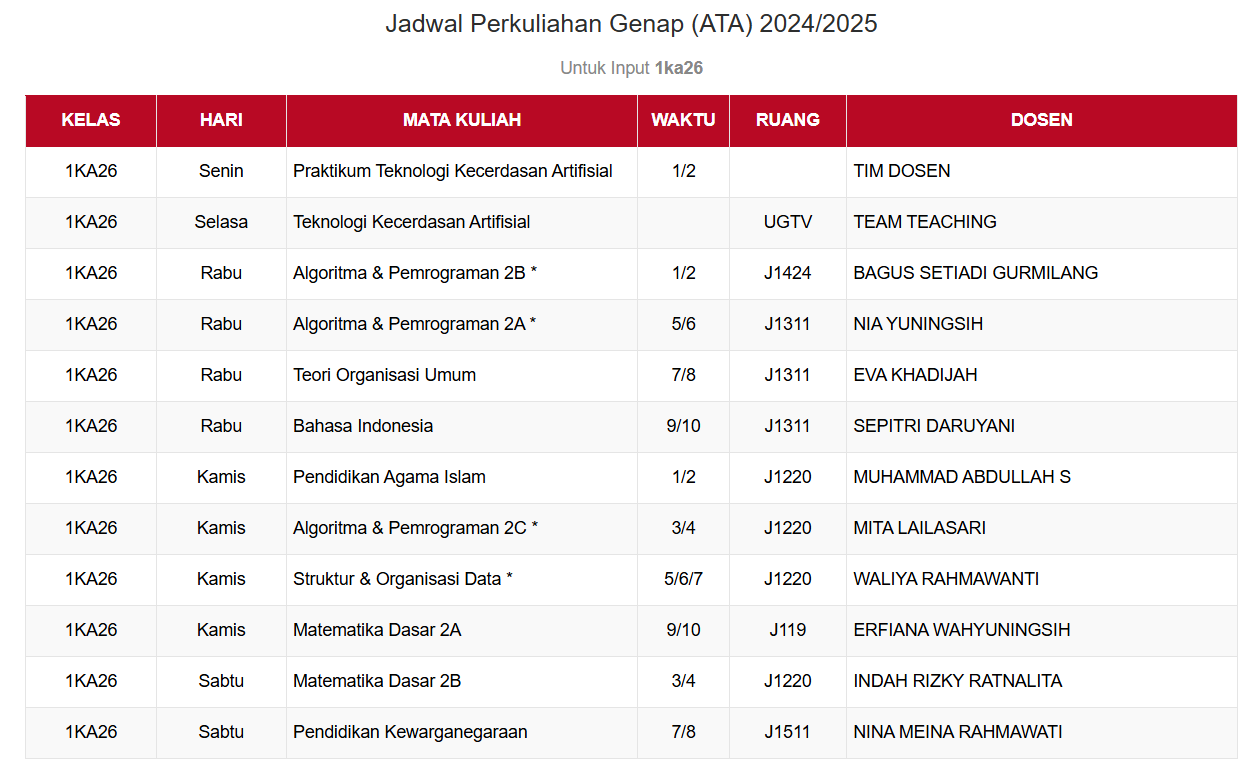 Jadwal Perkuliahan Genap (ATA) 2024/2025
Untuk Input 1ka26
KELAS HARI MATA KULIAH WAKTU RUANG DOSEN
1KA26 Senin Praktikum Teknologi Kecerdasan Artifisial 1/2 TIM DOSEN
1KA26 Selasa Teknologi Kecerdasan Artifisial UGTV TEAM TEACHING
1KA26 Rabu Algoritma & Pemrograman 2B * 1/2 J1424 BAGUS SETIADI GURMILANG
1KA26 Rabu Algoritma & Pemrograman 2A * 5/6 J1311 NIA YUNINGSIH
1KA26 Rabu Teori Organisasi Umum 7/8 J1311 EVA KHADIJAH
1KA26 Rabu Bahasa Indonesia 9/10 J1311 SEPITRI DARUYANI
1KA26 Kamis Pendidikan Agama Islam 1/2 J1220 MUHAMMAD ABDULLAH S
1KA26 Kamis Algoritma & Pemrograman 2C * 3/4 J1220 MITA LAILASARI
1KA26 Kamis Struktur & Organisasi Data * 5/6/7 J1220 WALIYA RAHMAWANTI
1KA26 Kamis Matematika Dasar 2A 9/10 J119 ERFIANA WAHYUNINGSIH
1KA26 Sabtu Matematika Dasar 2B 3/4 J1220 INDAH RIZKY RATNALITA
1KA26 Sabtu Pendidikan Kewarganegaraan 7/8 J1511 NINA MEINA RAHMAWATI